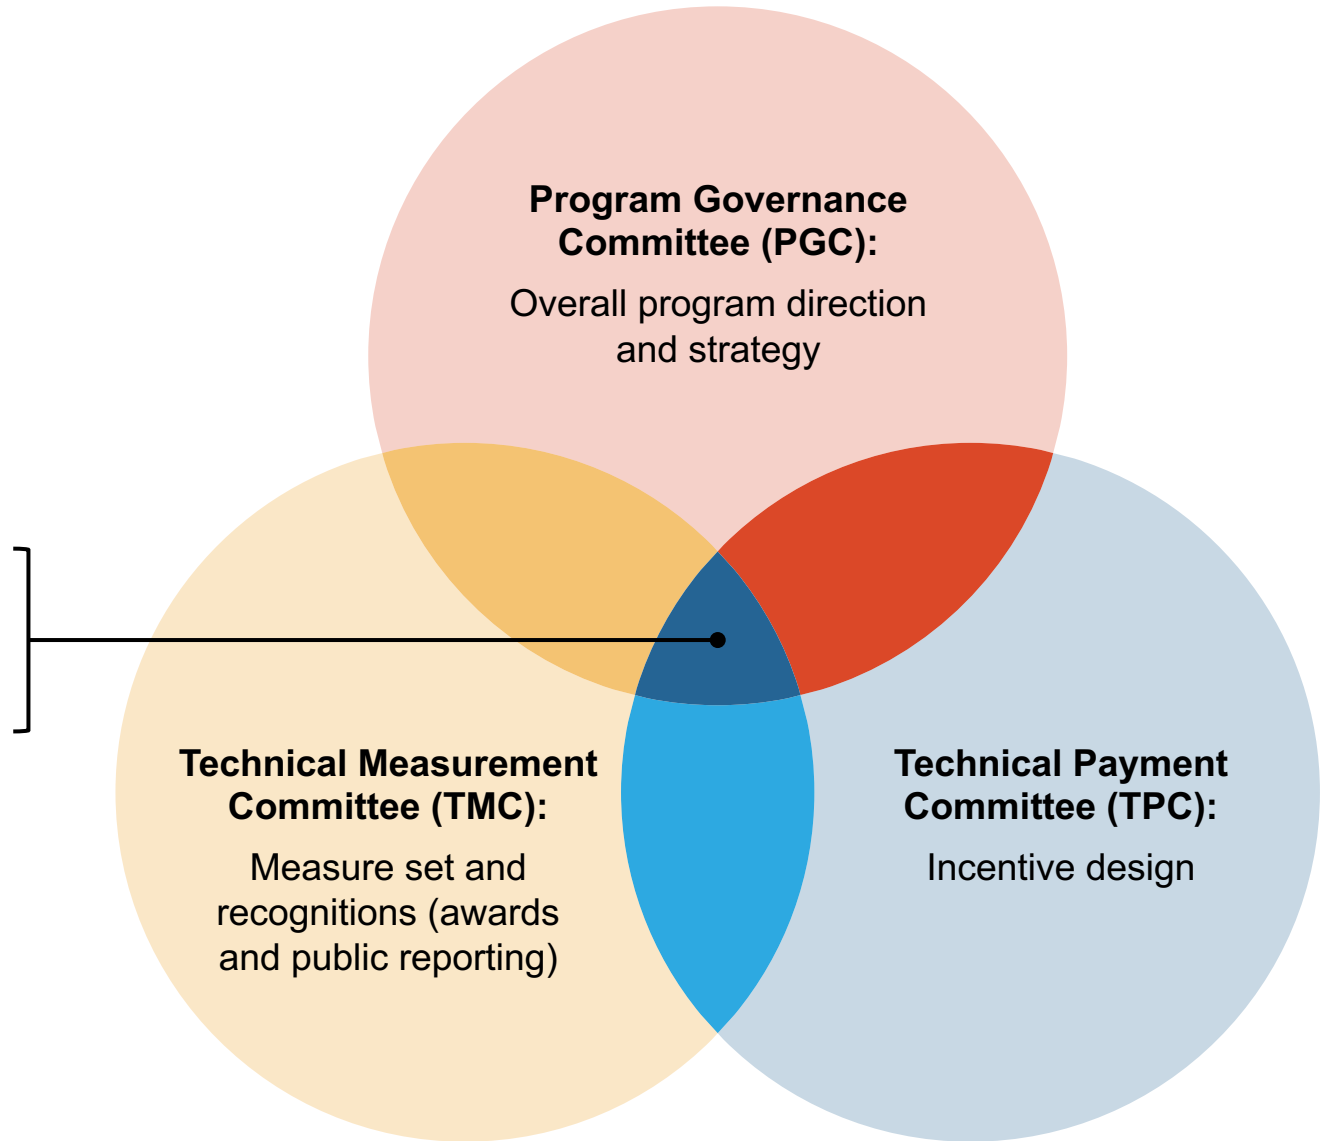 Program Governance
Committee (PGC):
Overall program direction
and strategy
Technical Measurement
Committee (TMC):
Measure set and
recognitions (awards
and public reporting)
Technical Payment
Committee (TPC):
Incentive design